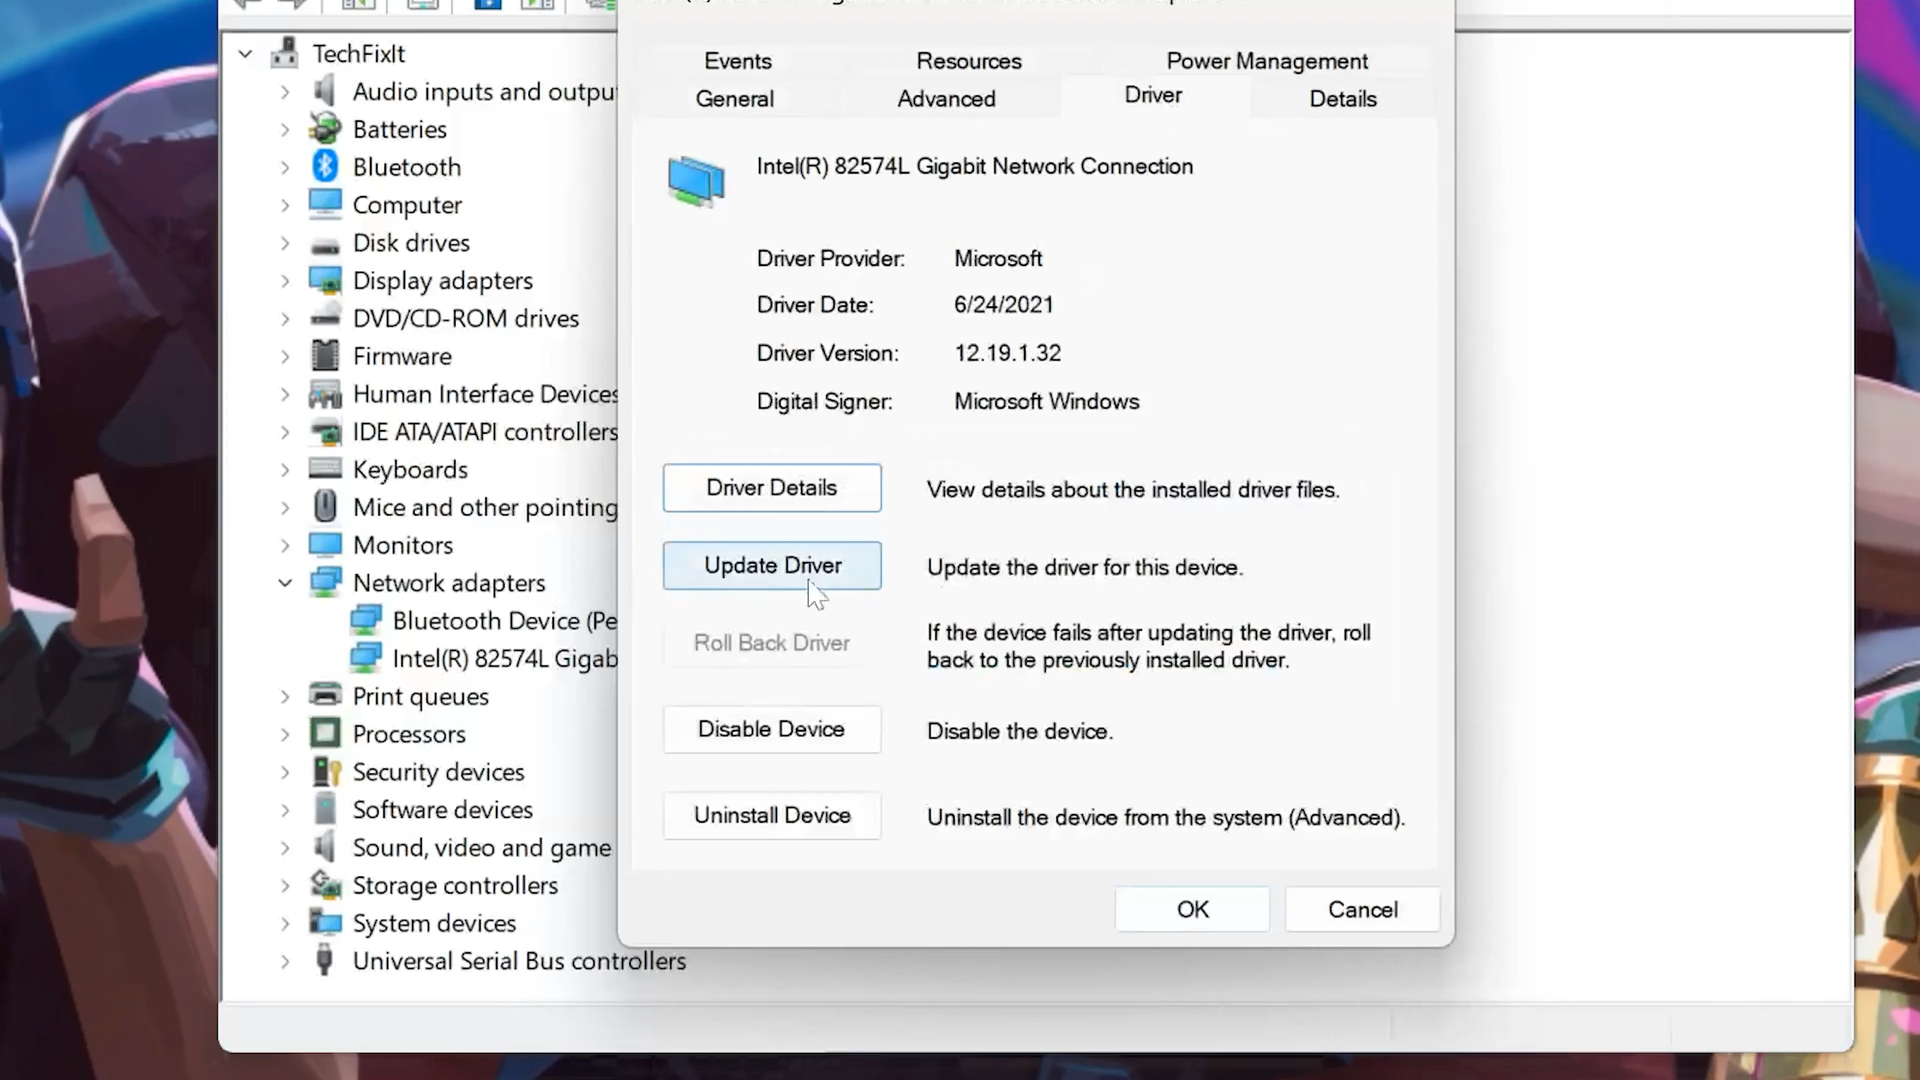 TechFixIt
Audio inputs and outpu
Batteries
Bluetooth
Computer
Disk drives
Display adapters
DVD/CD-ROM drives
Firmware
Human Interface Devices
IDE ATA/ATAPI controllers
Keyboards
Mice and other pointing
Monitors
Network adapters
Bluetooth Device (Pe
Intel(R) 82574L Gigab
Print queues
Processors
Security devices
Software devices
Sound, video and game
Storage controllers
System devices
Universal Serial Bus controllers
Events Resources Power Management
General Advanced Driver Details
Intel(R) 82574L Gigabit Network Connection
Driver Provider: Microsoft
Driver Date: 6/24/2021
Driver Version: 12.19.1.32
Digital Signer: Microsoft Windows
Driver Details View details about the installed driver files.
Update Driver Update the driver for this device.
Roll Back Driver If the device fails after updating the driver, roll
back to the previously installed driver.
Disable Device Disable the device.
Uninstall Device Uninstall the device from the system (Advanced).
OK Cancel